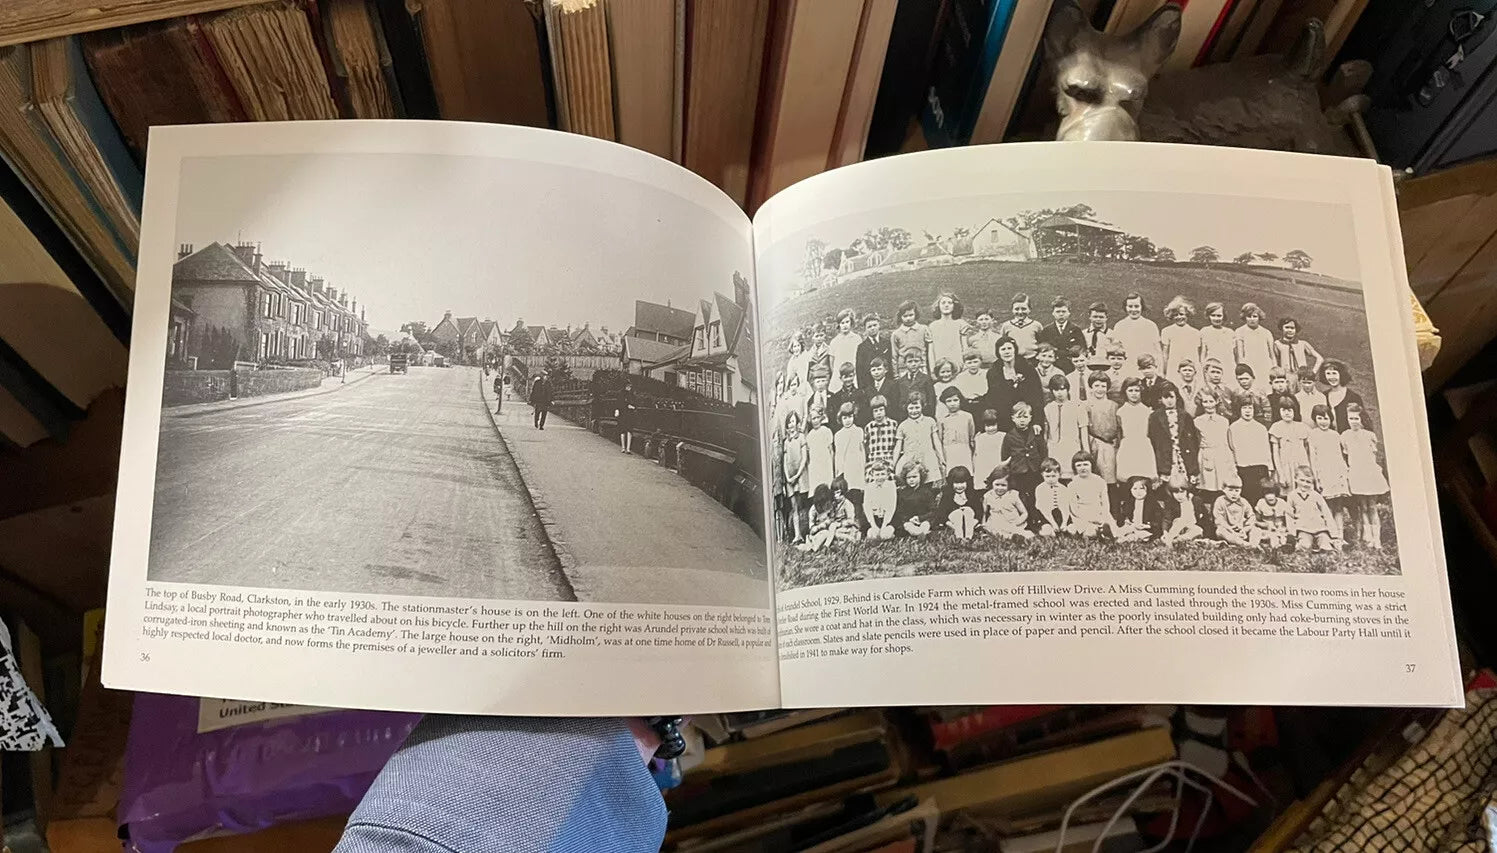 The top of Busby Road, Clarkston, in the early 1930s. The stationmaster's house is on the left. One of the white houses on the right belonged to Tom
Lindsay, a local portrait photographer who travelled about on his bicycle. Further up the hill on the right was Arundel private school which was built of
corrugated-iron sheeting and known as the 'Tin Academy'. The large house on the right, 'Midholm', was at one time home of Dr Russell, a popular and
highly respected local doctor, and now forms the premises of a jeweller and a solicitors' firm.
36
School, 1929. Behind is Carolside Farm which was off Hillview Drive. A Miss Cumming founded the school in two rooms in her house
Road during the First World War. In 1924 the metal-framed school was erected and lasted through the 1930s. Miss Cumming was a strict
She wore a coat and hat in the class, which was necessary in winter as the poorly insulated building only had coke-burning stoves in the
classroom. Slates and slate pencils were used in place of paper and pencil. After the school closed it became the Labour Party Hall until it
in 1941 to make way for shops.
37
United